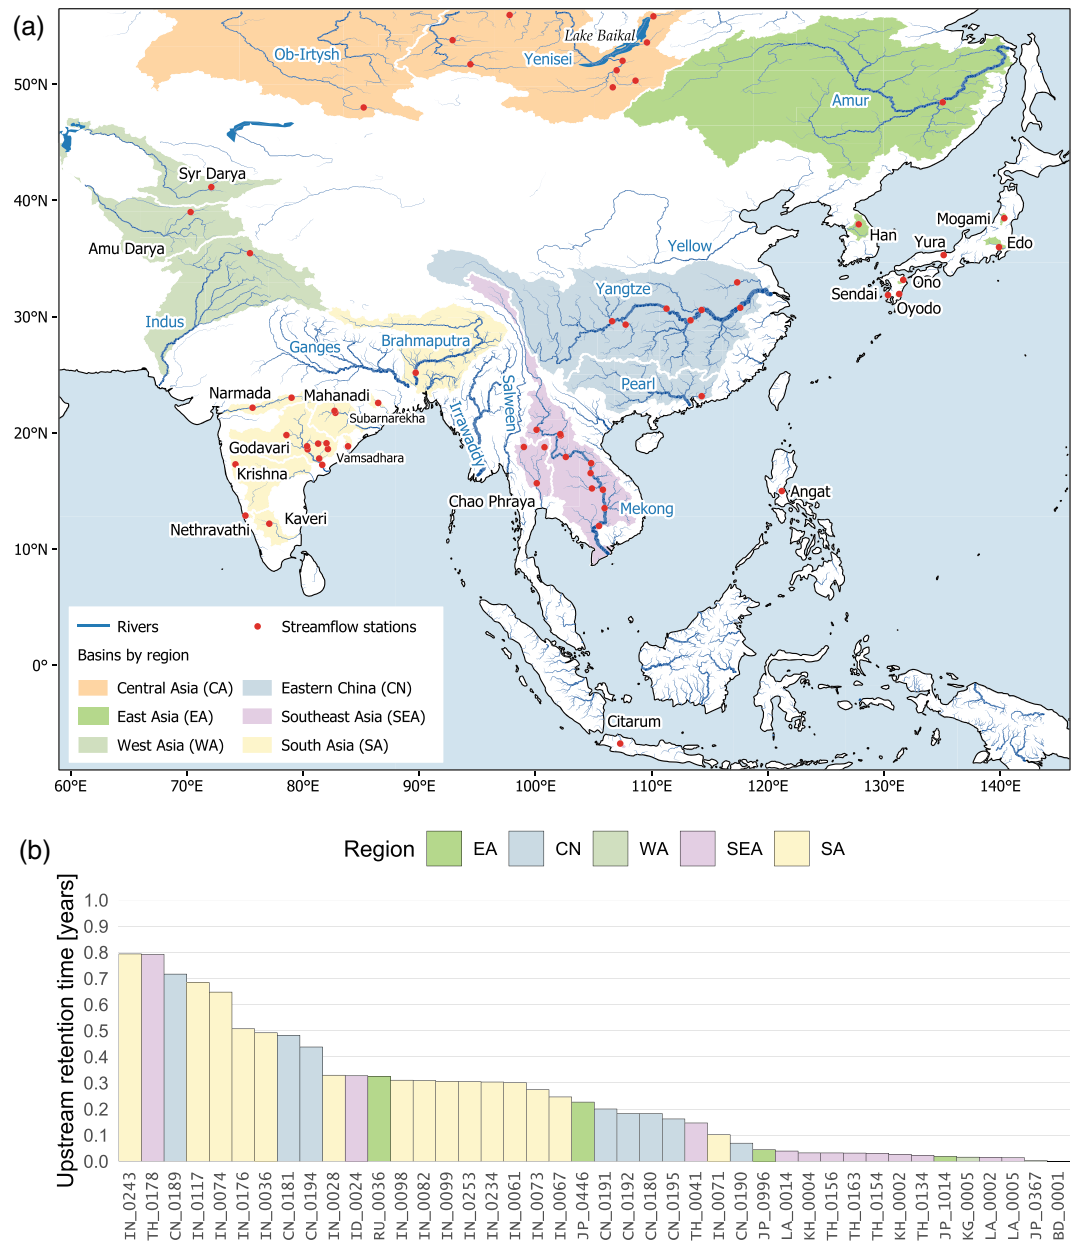 (a)
Lake Baikal
Ob-Irtysh
Yenisei
50°N
Amur
Syr Darya
40°N
Amu Darya
Mogami
Han
Yura
Edo
Yellow
Ono
Yangtze
Sendai
Oyodo
30°N
Indus
Ganges
Brahmaputra
Pearl
Narmada
Mahanadi
Salween
Subarnarekha
Irrawaddy
20°N
Godavari
Vamsadhara
Krishna
Chao Phraya
Mekong
Angat
Nethravathi
Kaveri
10°N
Rivers
Streamflow stations
Basins by region
0°
Central Asia (CA)
Eastern China (CN)
East Asia (EA)
Southeast Asia (SEA)
West Asia (WA)
South Asia (SA)
Citarum
60°E 70°E 80°E 90°E 100°E 110°E 120°E 130°E 140°E
(b)
Region EA CN WA SEA SA
Upstream retention time [years]
1.0
0.9
0.8
0.7
0.6
0.5
0.4
0.3
0.2
0.1
0.0
IN_0243
TH_0178
CN_0189
IN_0117
IN_0074
IN_0176
IN_0036
CN_0181
CN_0194
IN_0028
ID_0024
RU_0036
IN_0098
IN_0082
IN_0099
IN_0253
IN_0234
IN_0061
IN_0073
IN_0067
JP_0446
CN_0191
CN_0192
CN_0180
CN_0195
TH_0041
IN_0071
CN_0190
JP_0996
LA_0014
KH_0004
TH_0156
TH_0163
TH_0154
KH_0002
TH_0134
JP_1014
KG_0005
LA_0002
LA_0005
JP_0367
BD_0001